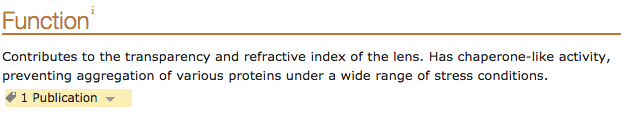 Function i
Contributes to the transparency and refractive index of the lens. Has chaperone-like activity,
preventing aggregation of various proteins under a wide range of stress conditions.
1 Publication